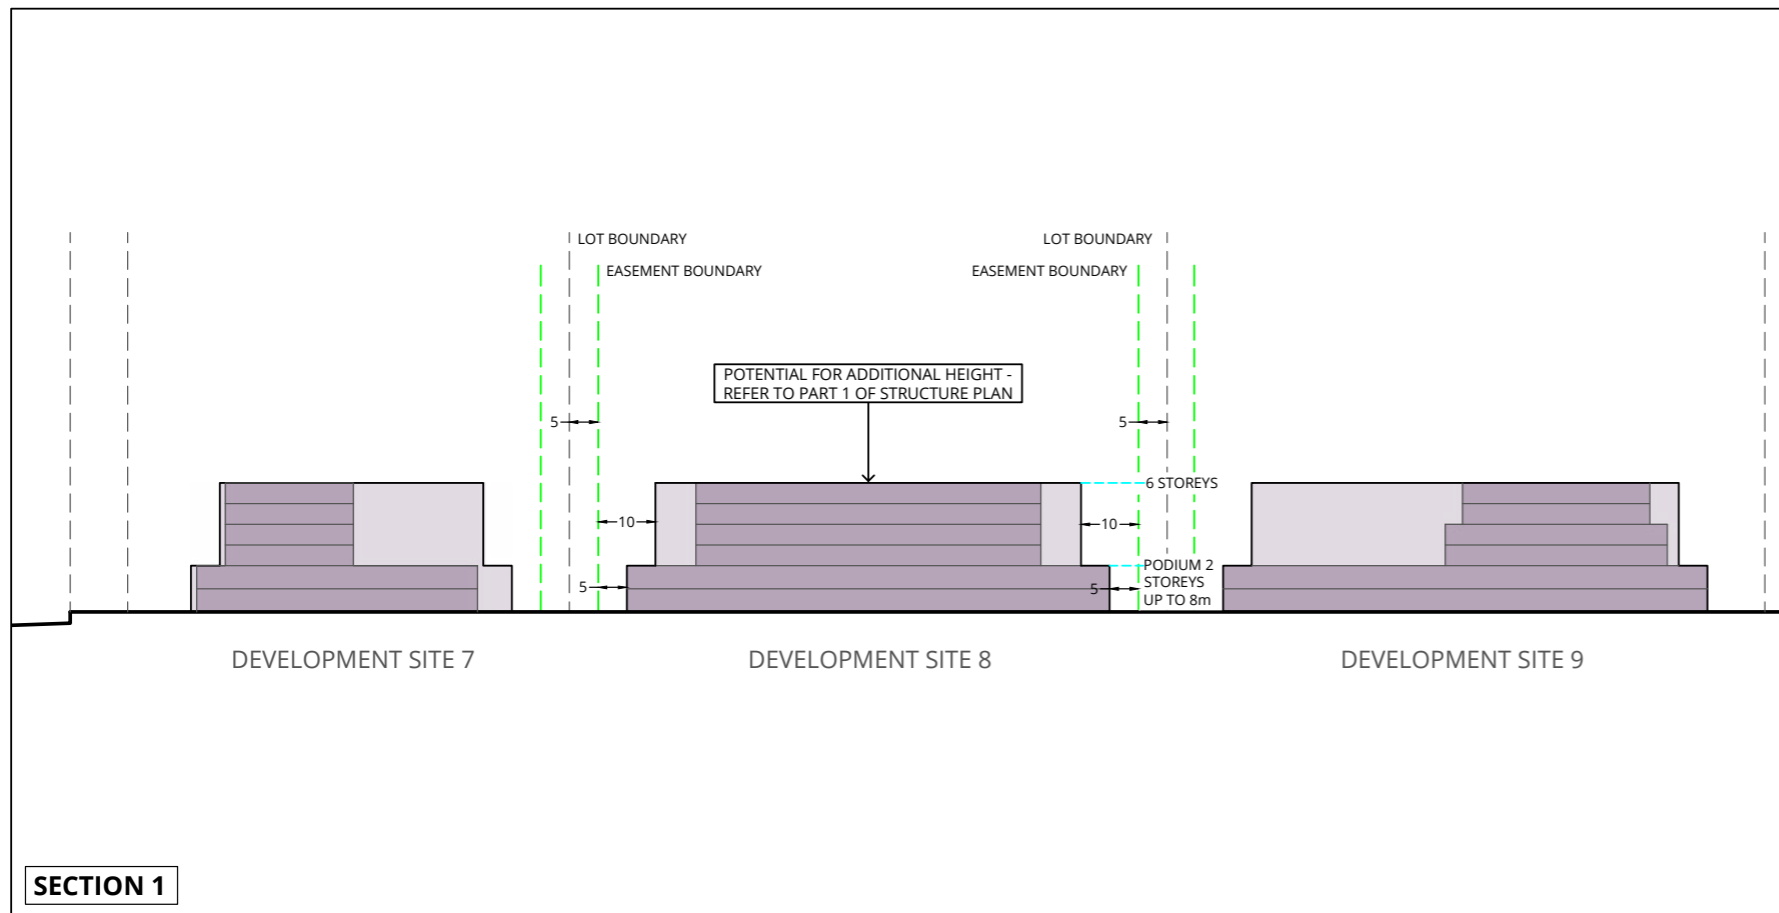 LOT BOUNDARY
LOT BOUNDARY
EASEMENT BOUNDARY
EASEMENT BOUNDARY
POTENTIAL FOR ADDITIONAL HEIGHT -
REFER TO PART 1 OF STRUCTURE PLAN
5
5
6 STOREYS
10
10
PODIUM 2
STOREYS
UP TO 8m
5
5
DEVELOPMENT SITE 7
DEVELOPMENT SITE 8
DEVELOPMENT SITE 9
SECTION 1